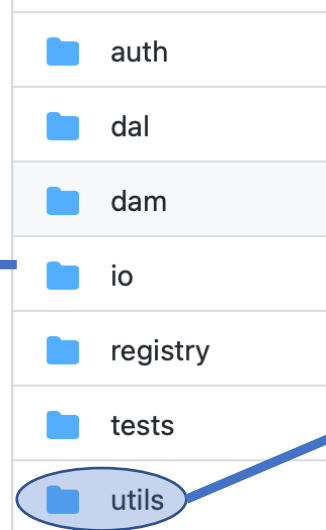 auth
dal
dam
io
registry
tests
utils